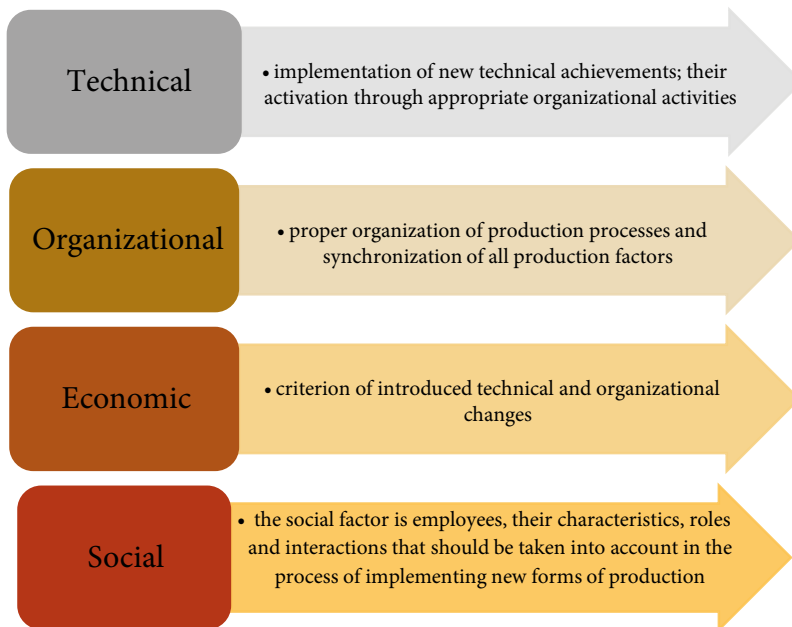 Technical
• implementation of new technical achievements; their
activation through appropriate organizational activities
Organizational
• proper organization of production processes and
synchronization of all production factors
Economic
• criterion of introduced technical and organizational
changes
Social
• the social factor is employees, their characteristics, roles
and interactions that should be taken into account in the
process of implementing new forms of production